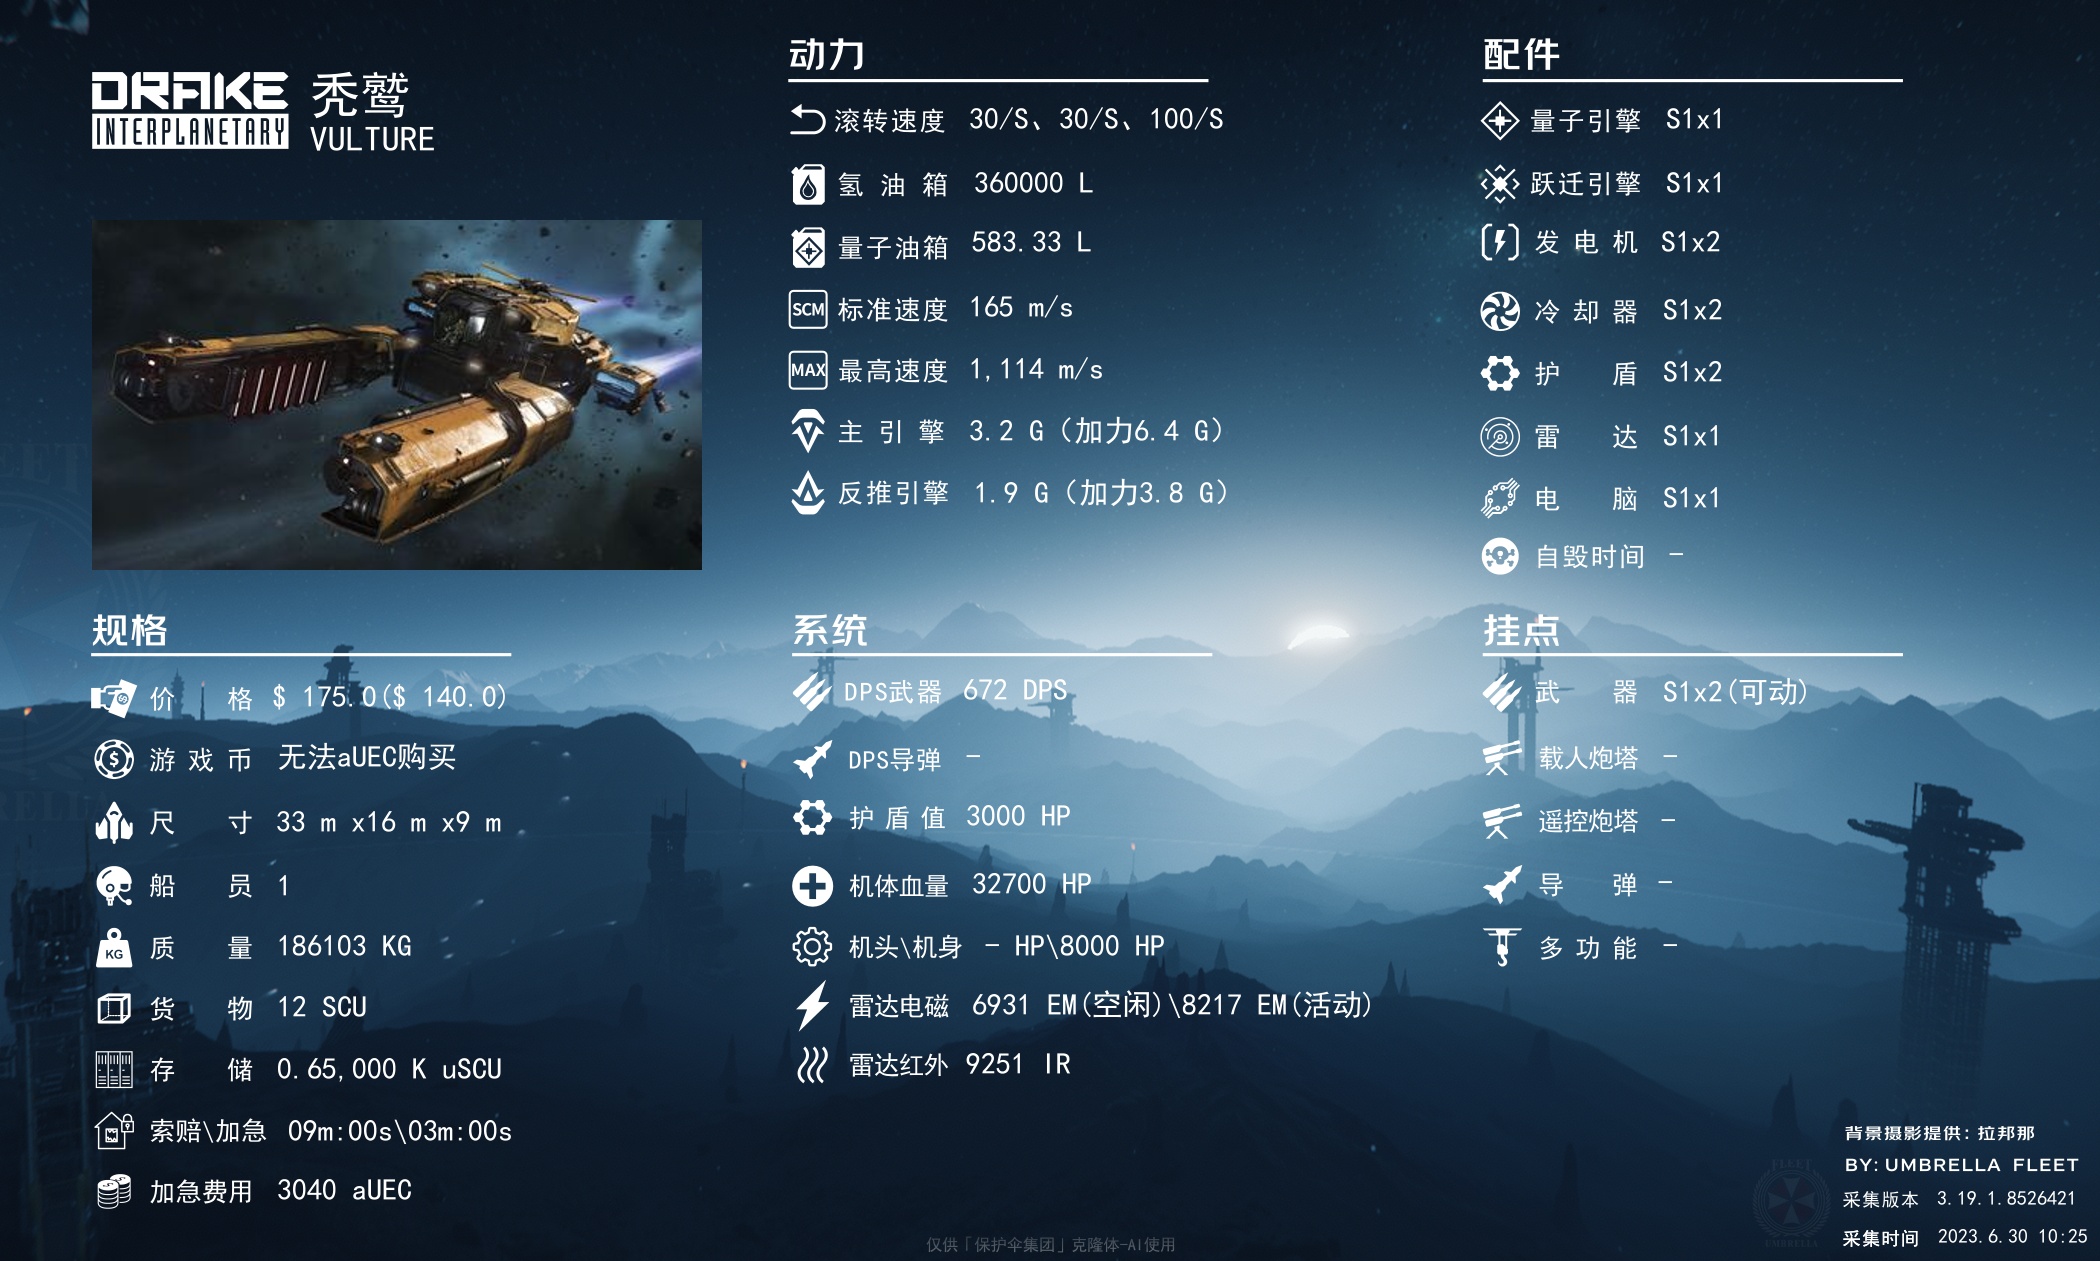 DRAKE
INTERPLANETARY
秃鹫
VULTURE
动力
滚转速度 30/S、30/S、100/S
氢油箱 360000 L
量子油箱 583.33 L
SCM 标准速度 165 m/s
MAX 最高速度 1,114 m/s
主引擎 3.2 G（加力6.4 G）
反推引擎 1.9 G（加力3.8 G）
配件
量子引擎 S1x1
跃迁引擎 S1x1
发电机 S1x2
冷却器 S1x2
护盾 S1x2
雷达 S1x1
电脑 S1x1
自毁时间 -
规格
价格 $ 175.0($ 140.0)
游戏币 无法aUEC购买
尺寸 33 m x16 m x9 m
船员 1
KG 质量 186103 KG
货物 12 SCU
存储 0.65,000 K uSCU
索赔\加急 09m:00s\03m:00s
加急费用 3040 aUEC
系统
DPS武器 672 DPS
DPS导弹 -
护盾值 3000 HP
机体血量 32700 HP
机头\机身 - HP\8000 HP
雷达电磁 6931 EM(空闲)\8217 EM(活动)
雷达红外 9251 IR
挂点
武器 S1x2(可动)
载人炮塔 -
遥控炮塔 -
导弹 -
多功能 -
背景摄影提供：拉邦那
BY: UMBRELLA FLEET
采集版本 3.19.1.8526421
采集时间 2023.6.30 10:25
仅供「保护伞集团」克隆体-AI使用
FLEET
UMBRELLA